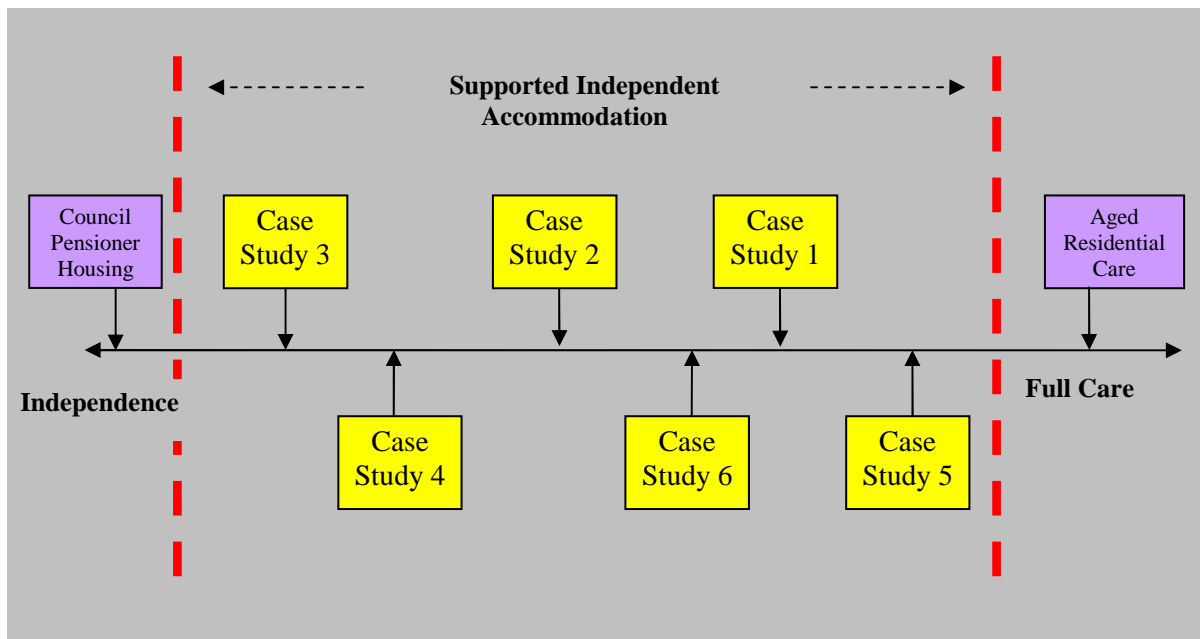 Supported Independent
Accommodation
Council
Pensioner
Housing
Case
Study 3
Case
Study 2
Case
Study 1
Aged
Residential
Care
Independence
Full Care
Case
Study 4
Case
Study 6
Case
Study 5